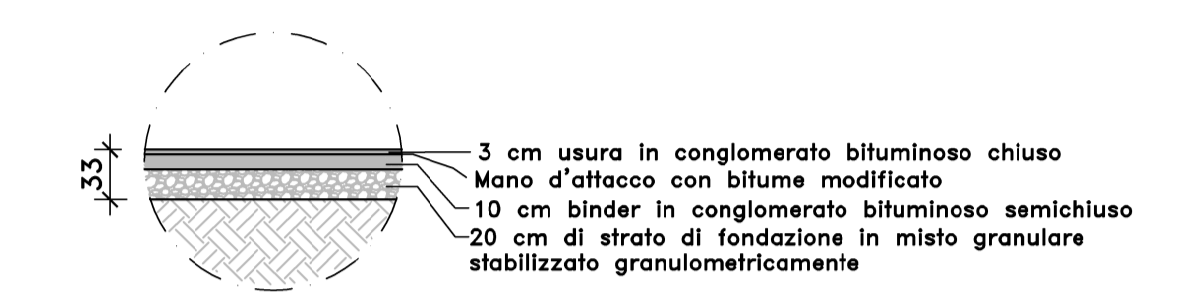 33
3 cm usura in conglomerato bituminoso chiuso
Mano d'attacco con bitume modificato
10 cm binder in conglomerato bituminoso semichiuso
20 cm di strato di fondazione in misto granulare
stabilizzato granulometricamente